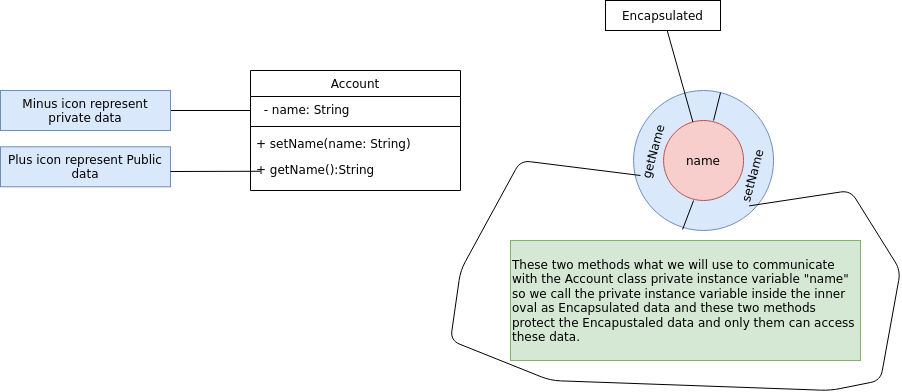 Encapsulated
Account
Minus icon represent
private data
- name: String
+ setName(name: String)
Plus icon represent Public
data
+ getName():String
getName
name
setName
These two methods what we will use to communicate
with the Account class private instance variable "name"
so we call the private instance variable inside the inner
oval as Encapsulated data and these two methods
protect the Encapustaled data and only them can access
these data.